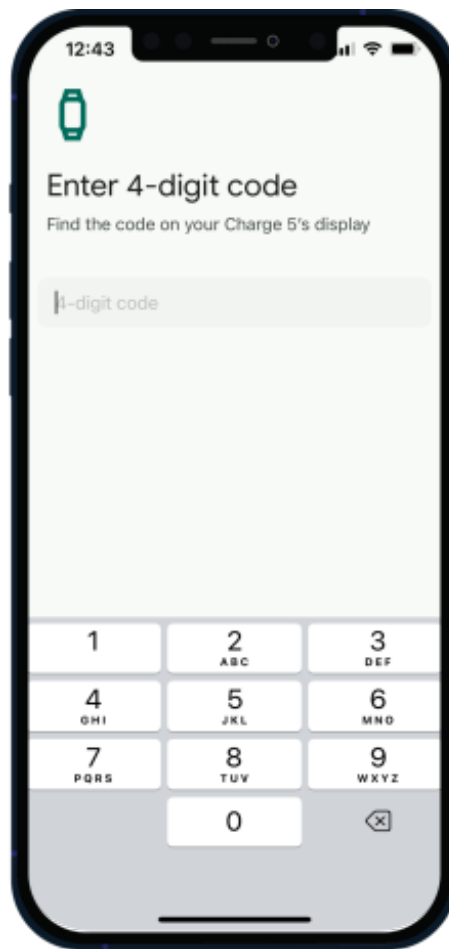 12:43
Enter 4-digit code
Find the code on your Charge 5's display
4-digit code
1 2 3
ABC DEF
4 5 6
GHI JKL MNO
7 8 9
PQRS TUV WXYZ
0